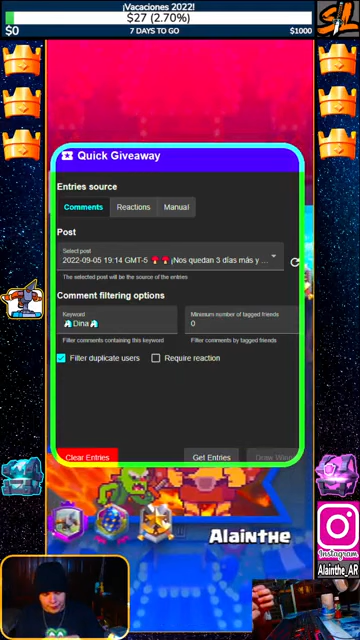 ¡Vacaciones 2022!
$27 (2.70%)
$0 7 DAYS TO GO $1000
SL
Quick Giveaway
Entries source
Comments Reactions Manual
Post
Select post
2022-09-05 19:14 GMT-5 🍄🍄¡Nos quedan 3 días más y ...
The selected post will be the source of the entries
Comment filtering options
Keyword
Dina
Filter comments containing this keyword
Minimum number of tagged friends
0
Filter comments by tagged friends
Filter duplicate users
Require reaction
Clear Entries Get Entries Draw Winn
Alainthe
Instagram
Alainthe_AR